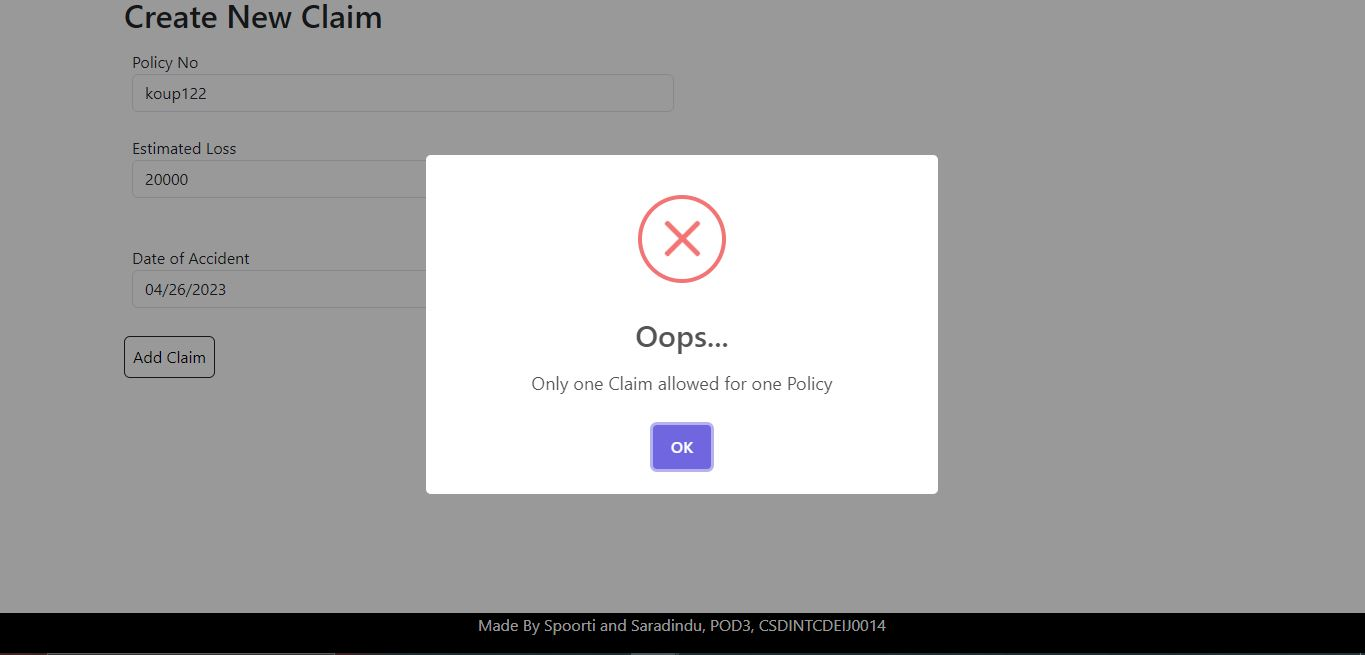 Create New Claim
Policy No
koup122
Estimated Loss
20000
Date of Accident
04/26/2023
Add Claim
Oops...
Only one Claim allowed for one Policy
OK
Made By Spoorti and Saradindu, POD3, CSDINTCDEIJ0014